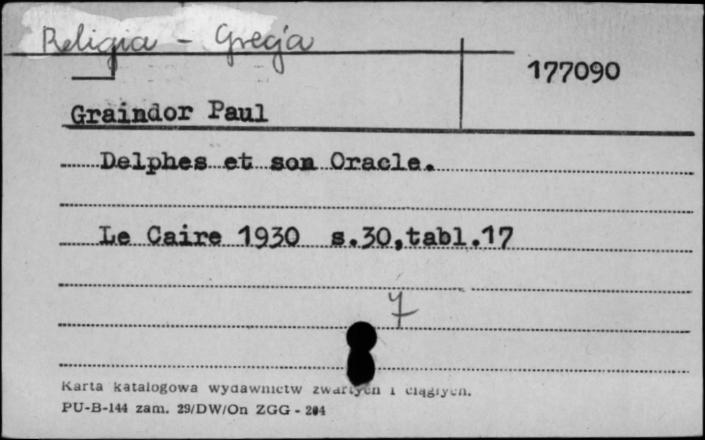 Religia - Grecja
177090
Graindor Paul
Delphes et son Oracle.
Le Caire 1930 s.30,tabl.17
7
Karta katalogowa wydawnictw zwartych i ciągłych.
PU-B-144 zam. 29/DW/On ZGG - 204